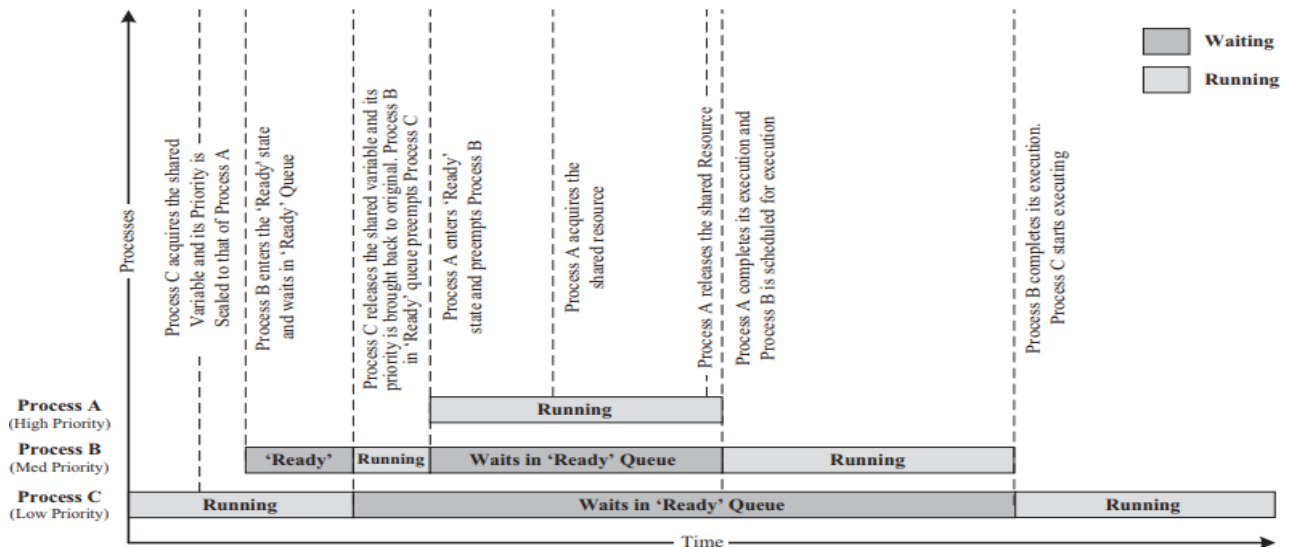 Waiting
Running
Processes
Process C acquires the shared
Variable and its Priority is
Sealed to that of Process A
Process B enters the ‘Ready’ state
and waits in ‘Ready’ Queue
Process C releases the shared variable and its
priority is brought back to original. Process B
in ‘Ready’ queue preempts Process C
Process A enters ‘Ready’
state and preempts Process B
Process A acquires the
shared resource
Process A releases the shared Resource
Process A completes its execution and
Process B is scheduled for execution
Process B completes its execution.
Process C starts executing
Process A
(High Priority)
Running
Process B
(Med Priority)
‘Ready’
Running
Waits in ‘Ready’ Queue
Running
Process C
(Low Priority)
Running
Waits in ‘Ready’ Queue
Running
Time